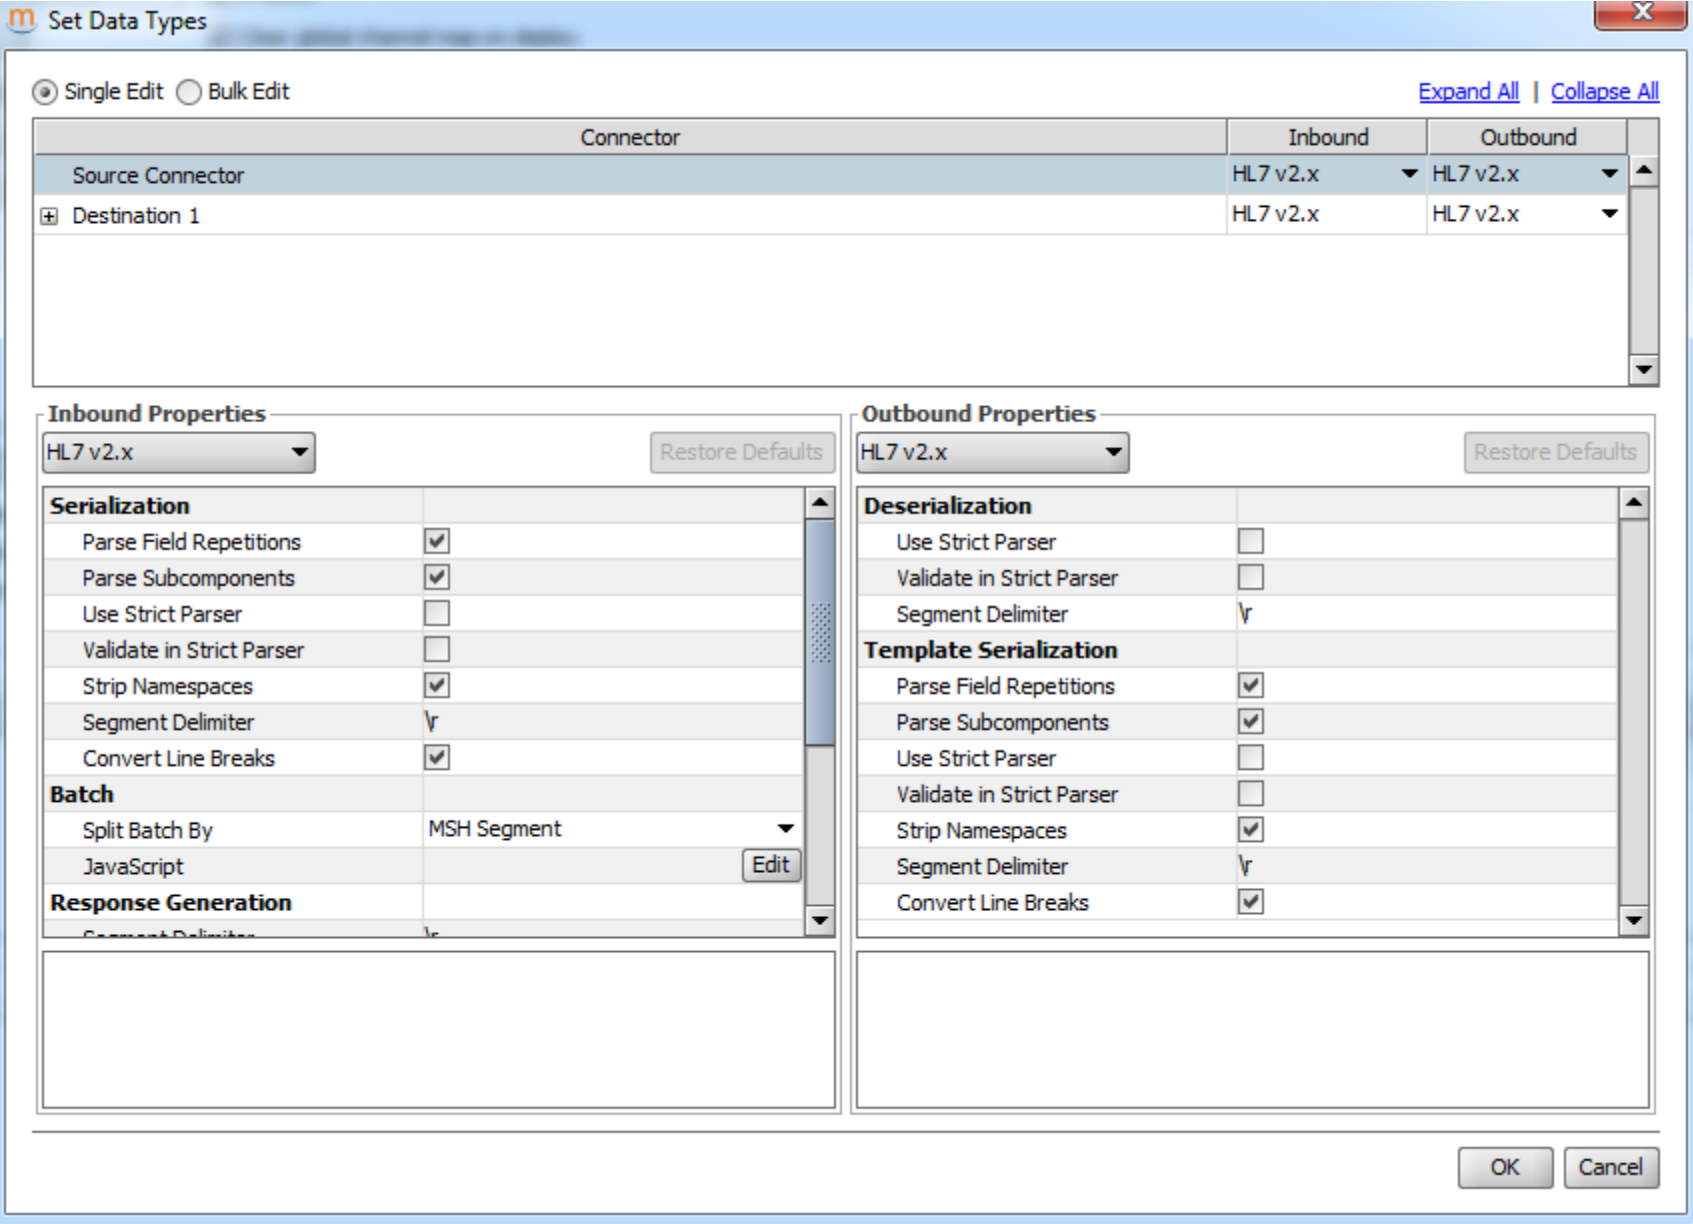 m Set Data Types
Single Edit Bulk Edit Expand All | Collapse All
Connector Inbound Outbound
Source Connector HL7 v2.x HL7 v2.x
Destination 1 HL7 v2.x HL7 v2.x
Inbound Properties
HL7 v2.x Restore Defaults
Serialization
Parse Field Repetitions
Parse Subcomponents
Use Strict Parser
Validate in Strict Parser
Strip Namespaces
Segment Delimiter \r
Convert Line Breaks
Batch
Split Batch By MSH Segment
JavaScript Edit
Response Generation
Segment Delimiter \r
Outbound Properties
HL7 v2.x Restore Defaults
Deserialization
Use Strict Parser
Validate in Strict Parser
Segment Delimiter \r
Template Serialization
Parse Field Repetitions
Parse Subcomponents
Use Strict Parser
Validate in Strict Parser
Strip Namespaces
Segment Delimiter \r
Convert Line Breaks
OK Cancel